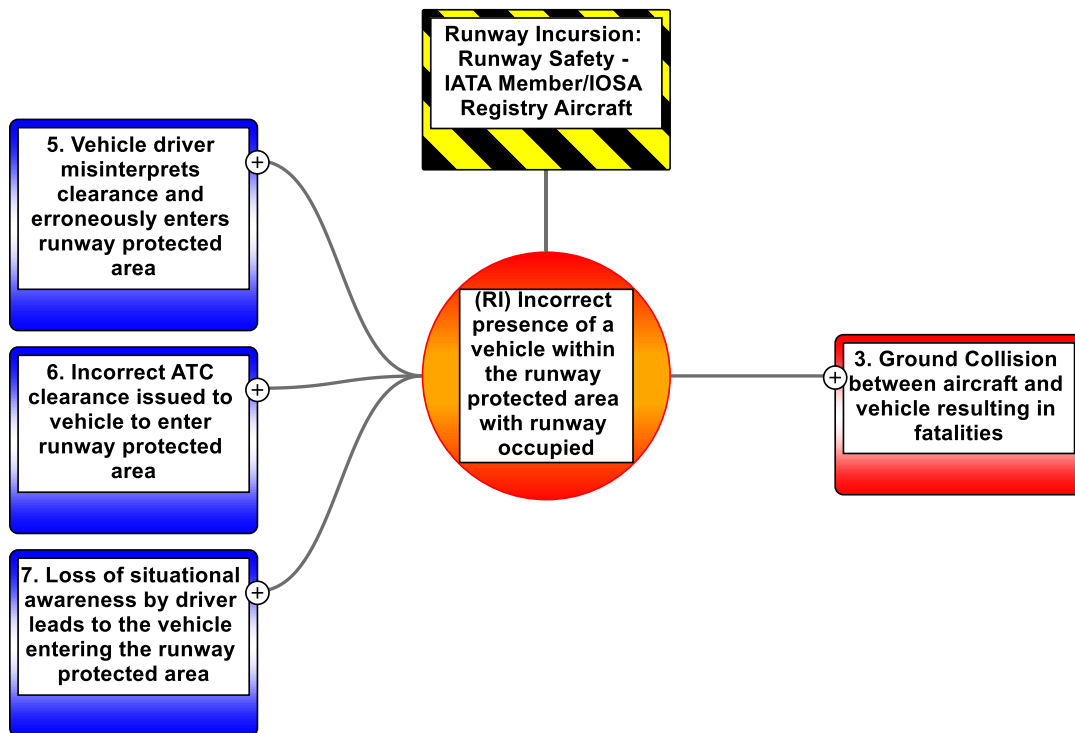 Runway Incursion:
Runway Safety -
IATA Member/IOSA
Registry Aircraft
5. Vehicle driver
misinterprets
clearance and
erroneously enters
runway protected
area
6. Incorrect ATC
clearance issued to
vehicle to enter
runway protected
area
7. Loss of situational
awareness by driver
leads to the vehicle
entering the runway
protected area
(RI) Incorrect
presence of a
vehicle within
the runway
protected area
with runway
occupied
3. Ground Collision
between aircraft and
vehicle resulting in
fatalities